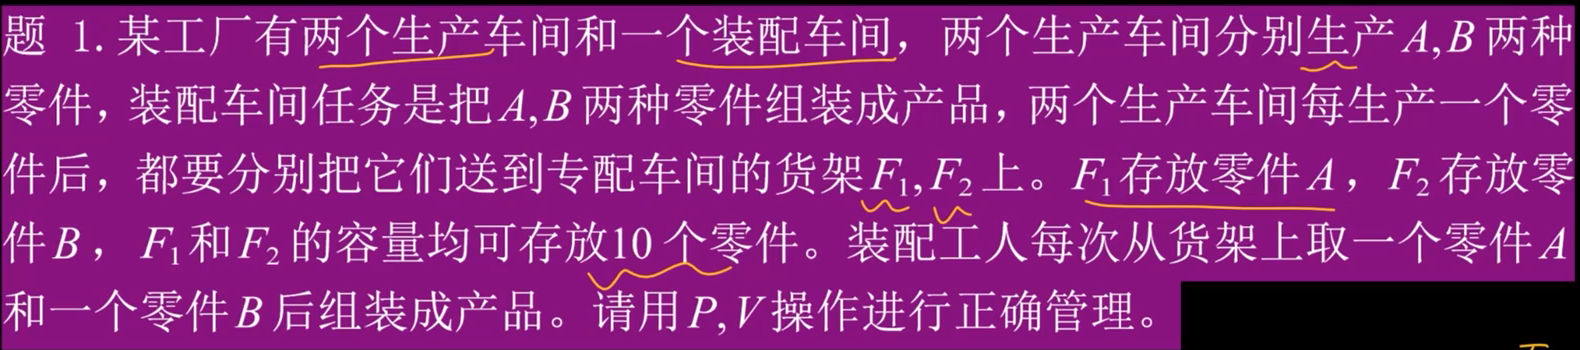 题 1. 某工厂有两个生产车间和一个装配车间，两个生产车间分别生产 A,B 两种
零件，装配车间任务是把 A,B 两种零件组装成产品，两个生产车间每生产一个零
件后，都要分别把它们送到专配车间的货架 F₁,F₂ 上。F₁ 存放零件 A，F₂ 存放零
件 B，F₁ 和 F₂ 的容量均可存放10 个零件。装配工人每次从货架上取一个零件 A
和一个零件 B 后组装成产品。请用 P,V 操作进行正确管理。